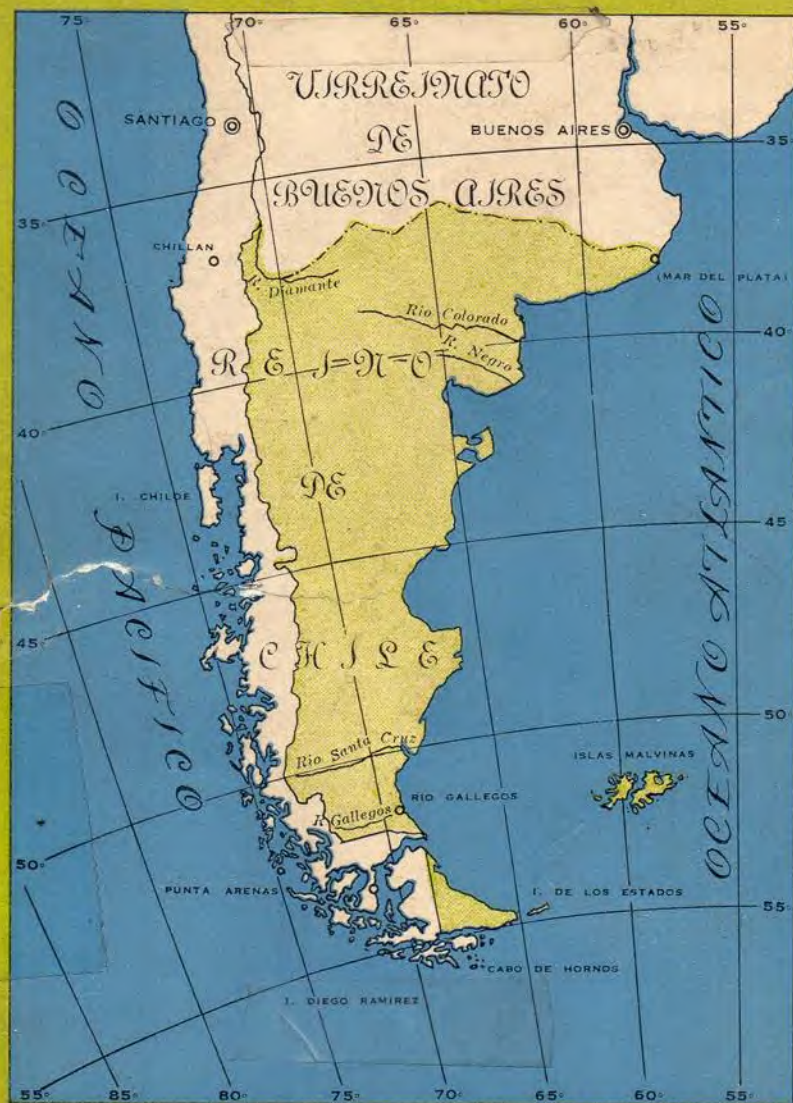 75° 70° 65° 60° 55°
VIRREINATO
DE
BUENOS AIRES
SANTIAGO
BUENOS AIRES
35°
CHILLAN
(MAR DEL PLATA)
R. Diamante
Rio Colorado
R. Negro
35°
40°
REINO
DE
CHILE
OCEANO
PACIFICO
OCEANO ATLANTICO
40°
I. CHILOE
45°
45°
50°
Rio Santa Cruz
ISLAS MALVINAS
RIO GALLEGOS
R Gallegos
50°
PUNTA ARENAS
I. DE LOS ESTADOS
55°
CABO DE HORNOS
I. DIEGO RAMIREZ
55° 85° 80° 75° 70° 65° 60° 55°